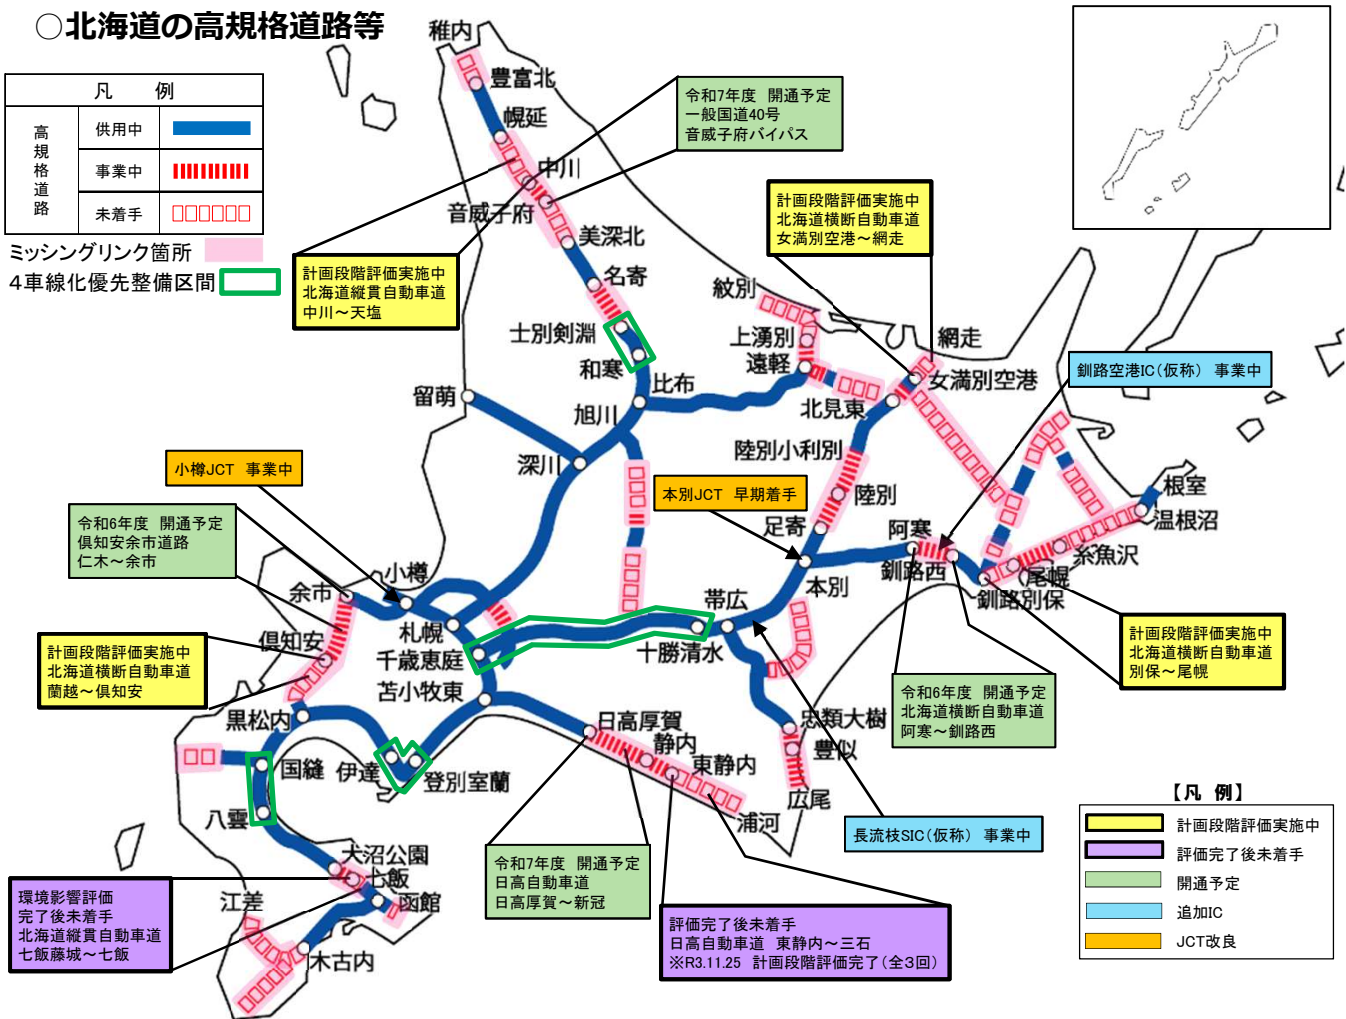 ○北海道の高規格道路等
凡 例
高規格道路
供用中
事業中
未着手
ミッシングリンク箇所
4車線化優先整備区間
稚内
豊富北
幌延
中川
音威子府
美深北
名寄
士別剣淵
和寒
比布
旭川
留萌
深川
令和7年度 開通予定
一般国道40号
音威子府バイパス
計画段階評価実施中
北海道縦貫自動車道
中川～天塩
計画段階評価実施中
北海道横断自動車道
女満別空港～網走
紋別
上湧別
遠軽
網走
女満別空港
北見東
釧路空港IC(仮称) 事業中
陸別小利別
陸別
足寄
本別JCT 早期着手
阿寒
釧路西
本別
釧路別保
尾幌
糸魚沢
根室
温根沼
小樽JCT 事業中
令和6年度 開通予定
倶知安余市道路
仁木～余市
小樽
余市
札幌
倶知安
千歳恵庭
苫小牧東
帯広
十勝清水
計画段階評価実施中
北海道横断自動車道
蘭越～倶知安
計画段階評価実施中
北海道横断自動車道
別保～尾幌
令和6年度 開通予定
北海道横断自動車道
阿寒～釧路西
黒松内
国縫
伊達
登別室蘭
八雲
日高厚賀
静内
東静内
浦河
忠類大樹
豊似
広尾
長流枝SIC(仮称) 事業中
大沼公園
七飯
函館
江差
木古内
環境影響評価
完了後未着手
北海道縦貫自動車道
七飯藤城～七飯
令和7年度 開通予定
日高自動車道
日高厚賀～新冠
評価完了後未着手
日高自動車道 東静内～三石
※R3.11.25 計画段階評価完了(全3回)
【凡 例】
計画段階評価実施中
評価完了後未着手
開通予定
追加IC
JCT改良